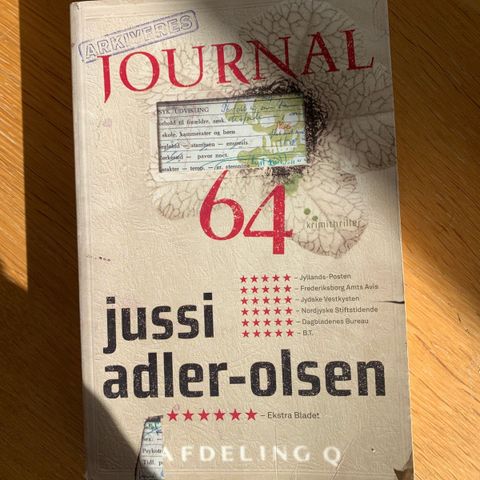 ARKIVERES
JOURNAL
64
krimithriller
★★★★★ – Jyllands-Posten
★★★★★ – Frederiksborg Amts Avis
★★★★★ – Jydske Vestkysten
★★★★★ – Nordjyske Stiftstidende
★★★★★ – Dagbladenes Bureau
★★★★★ – B.T.
jussi
adler-olsen
★★★★★★ – Ekstra Bladet
AFDELING Q